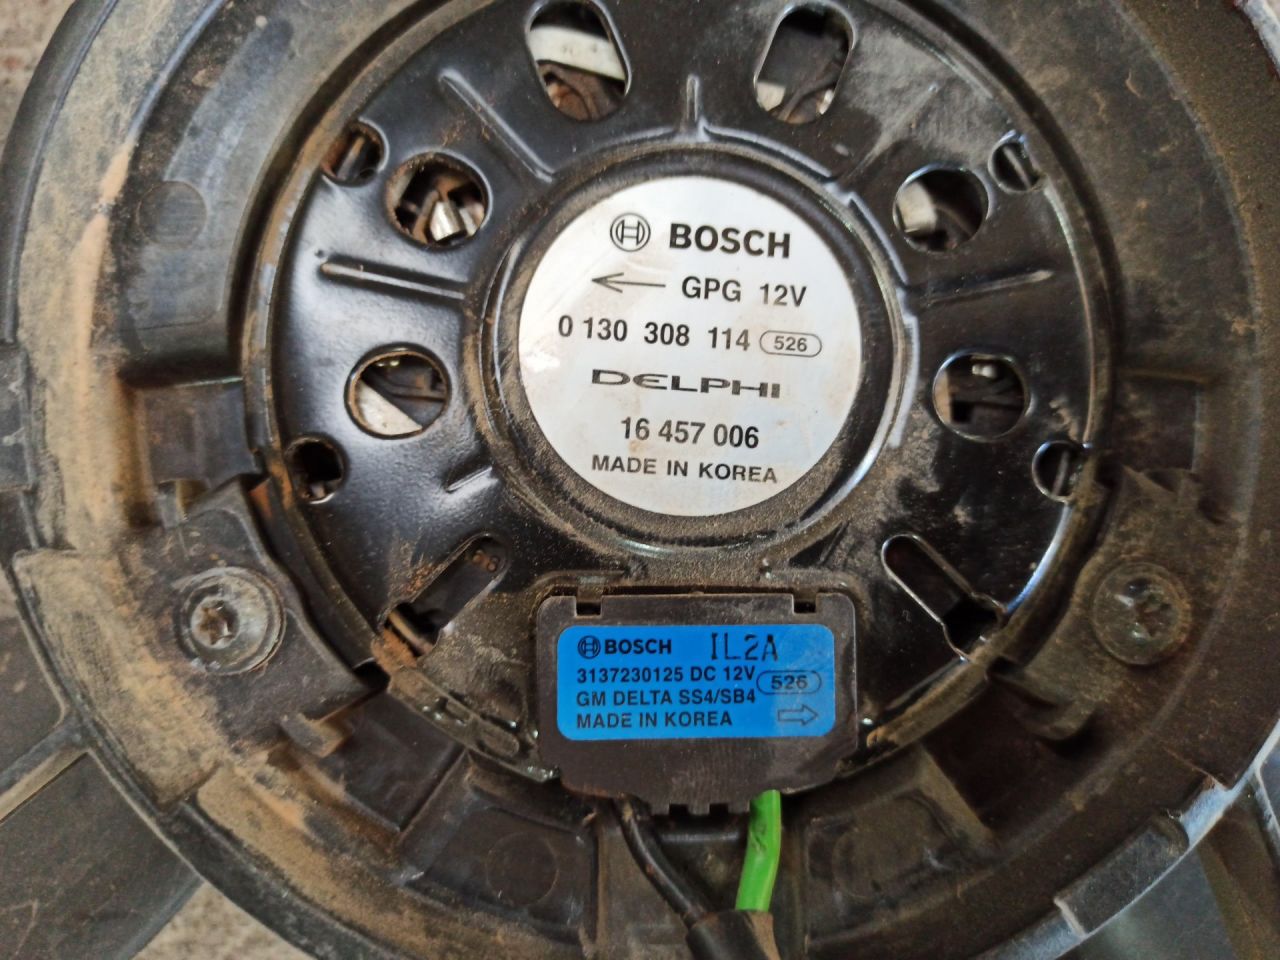 BOSCH
GPG 12V
0 130 308 114 526
DELPHI
16 457 006
MADE IN KOREA
BOSCH 1L2A
3137230125 DC 12V 526
GM DELTA SS4/SB4
MADE IN KOREA